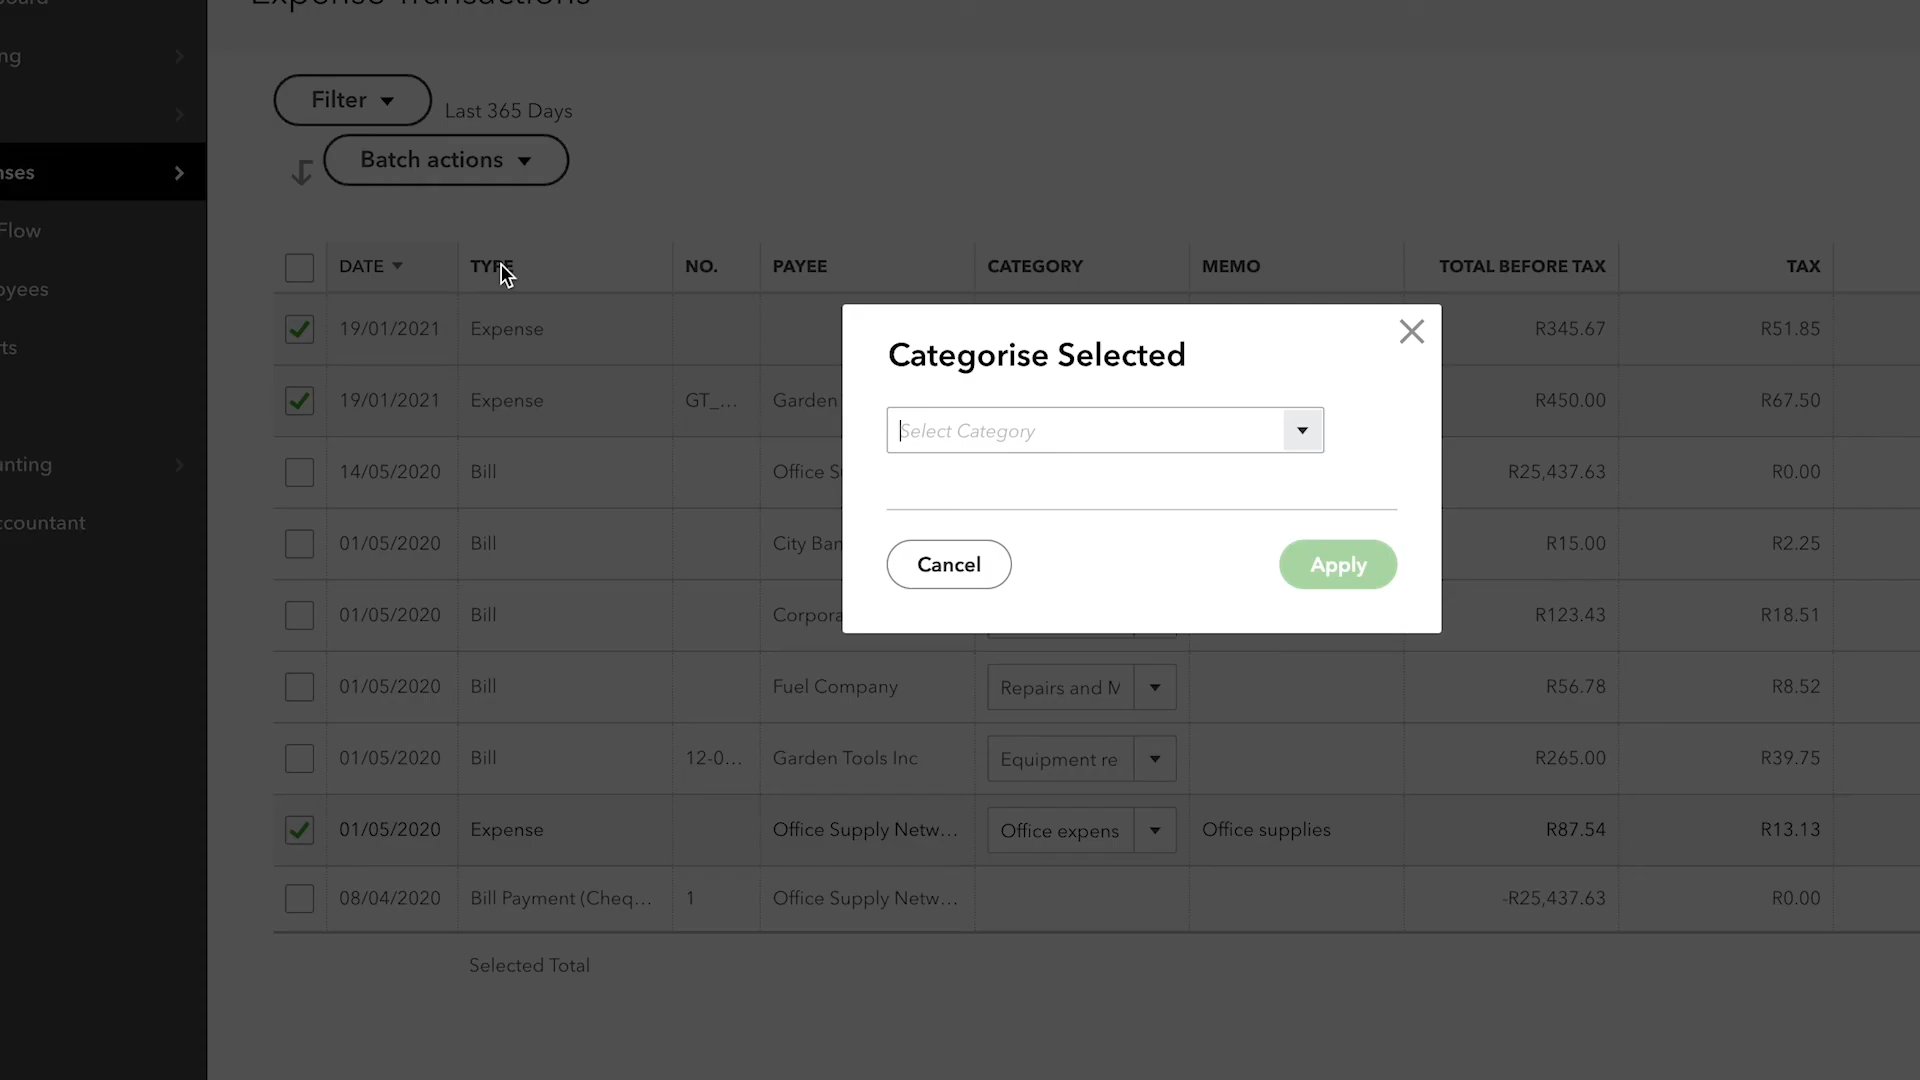 Expense Transactions
Filter
Last 365 Days
Batch actions
nses
Flow
DATE TYPE NO. PAYEE CATEGORY MEMO TOTAL BEFORE TAX TAX
oyees
19/01/2021 Expense R345.67 R51.85
rts
Categorise Selected
19/01/2021 Expense GT_... Garden R450.00 R67.50
Select Category
unting
14/05/2020 Bill Office S R25,437.63 R0.00
ccountant
01/05/2020 Bill City Ban R15.00 R2.25
Cancel Apply
01/05/2020 Bill Corpora R123.43 R18.51
01/05/2020 Bill Fuel Company Repairs and M R56.78 R8.52
01/05/2020 Bill 12-0... Garden Tools Inc Equipment re R265.00 R39.75
01/05/2020 Expense Office Supply Netw... Office expens Office supplies R87.54 R13.13
08/04/2020 Bill Payment (Cheq... 1 Office Supply Netw... -R25,437.63 R0.00
Selected Total